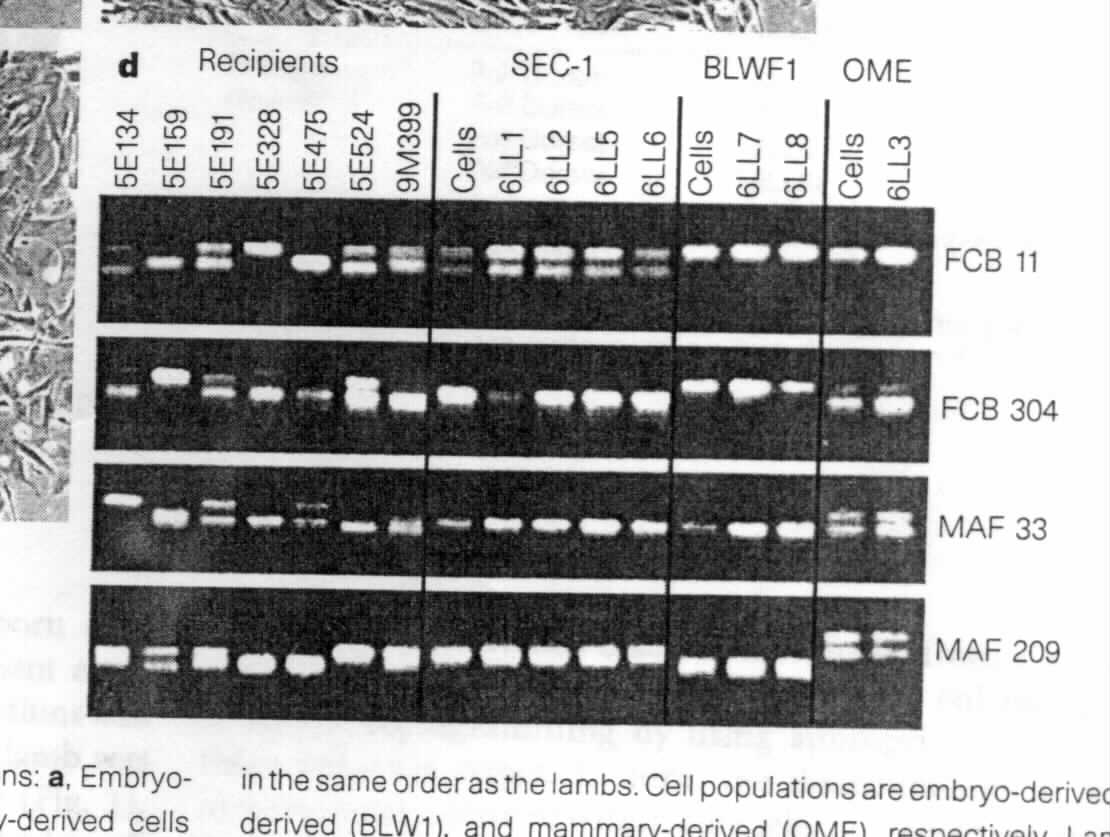 d Recipients SEC-1 BLWF1 OME
5E134 5E159 5E191 5E328 5E475 5E524 9M399 Cells 6LL1 6LL2 6LL5 6LL6 Cells 6LL7 6LL8 Cells 6LL3
FCB 11
FCB 304
MAF 33
MAF 209
ns: a, Embryo-
y-derived cells
in the same order as the lambs. Cell populations are embryo-derived
derived (BLW1), and mammary-derived (OME), respectively.